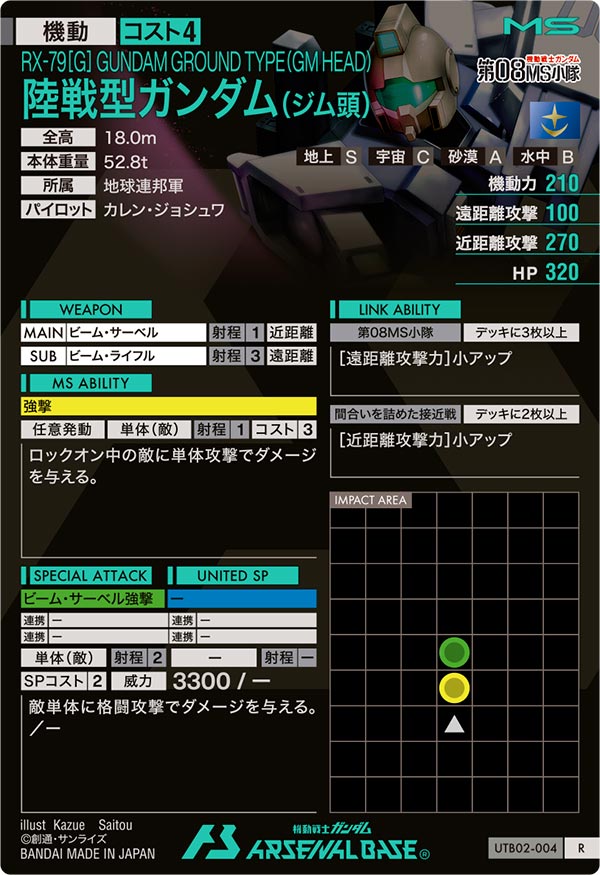 機動 コスト4
MS
RX-79[G] GUNDAM GROUND TYPE(GM HEAD)
陸戦型ガンダム(ジム頭)
機動戦士ガンダム
第08MS小隊
全高 18.0m
本体重量 52.8t
所属 地球連邦軍
パイロット カレン・ジョシュワ
地上 S 宇宙 C 砂漠 A 水中 B
機動力 210
遠距離攻撃 100
近距離攻撃 270
HP 320
WEAPON
MAIN ビーム・サーベル 射程 1 近距離
SUB ビーム・ライフル 射程 3 遠距離
MS ABILITY
強撃
任意発動 単体(敵) 射程 1 コスト 3
ロックオン中の敵に単体攻撃でダメージ
を与える。
LINK ABILITY
第08MS小隊 デッキに3枚以上
[遠距離攻撃力]小アップ
間合いを詰めた接近戦 デッキに2枚以上
[近距離攻撃力]小アップ
IMPACT AREA
SPECIAL ATTACK UNITED SP
ビーム・サーベル強撃 ー
連携 ー 連携 ー
連携 ー 連携 ー
単体(敵) 射程 2 ー 射程 ー
SPコスト 2 威力 3300 / ー
敵単体に格闘攻撃でダメージを与える。
/ー
illust Kazue Saitou
©創通・サンライズ
BANDAI MADE IN JAPAN
機動戦士ガンダム
ARSENAL BASE®
UTB02-004 R